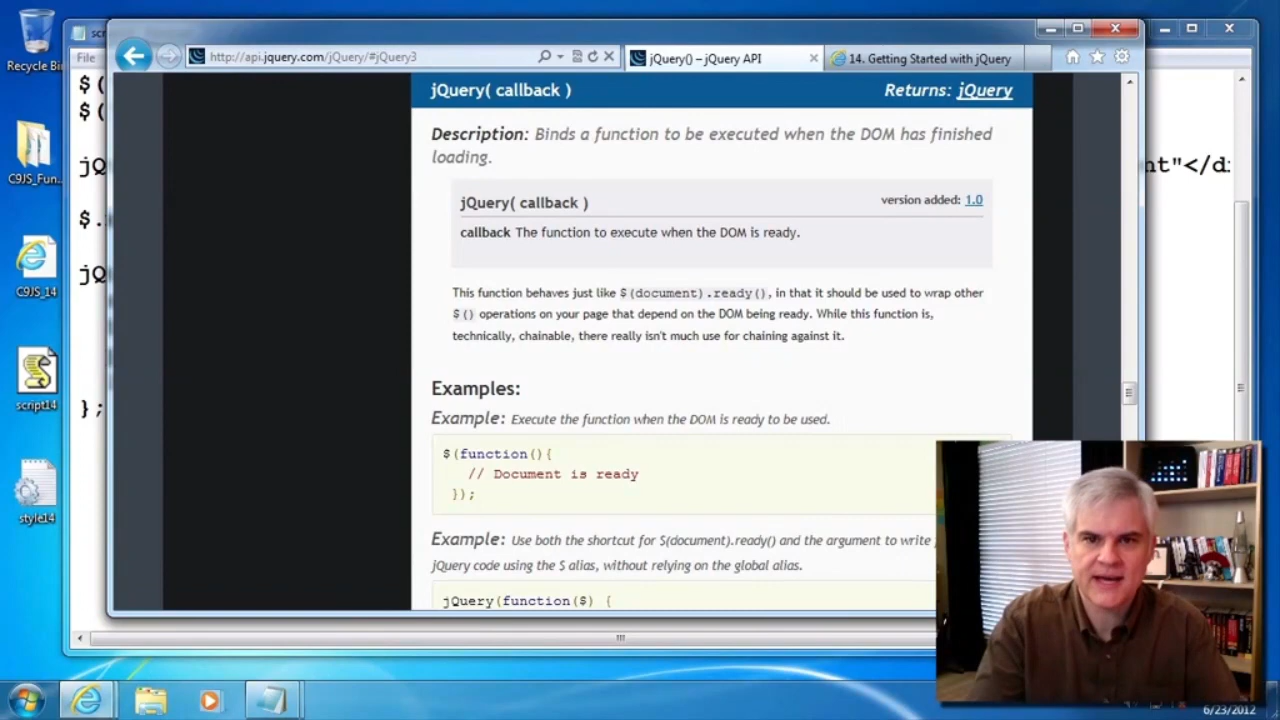 Recycle Bin
C9JS_Fun...
C9JS_14
script14
style14
scr
File
$(
$(
jQ
$.
jQ
};
nt"</di
http://api.jquery.com/jQuery/#jQuery3
jQuery() – jQuery API
14. Getting Started with jQuery
jQuery( callback )
Returns: jQuery
Description: Binds a function to be executed when the DOM has finished
loading.
jQuery( callback )
version added: 1.0
callback The function to execute when the DOM is ready.
This function behaves just like $(document).ready(), in that it should be used to wrap other
$() operations on your page that depend on the DOM being ready. While this function is,
technically, chainable, there really isn't much use for chaining against it.
Examples:
Example: Execute the function when the DOM is ready to be used.
$(function(){
// Document is ready
});
Example: Use both the shortcut for $(document).ready() and the argument to write
jQuery code using the $ alias, without relying on the global alias.
jQuery(function($) {
6/23/2012